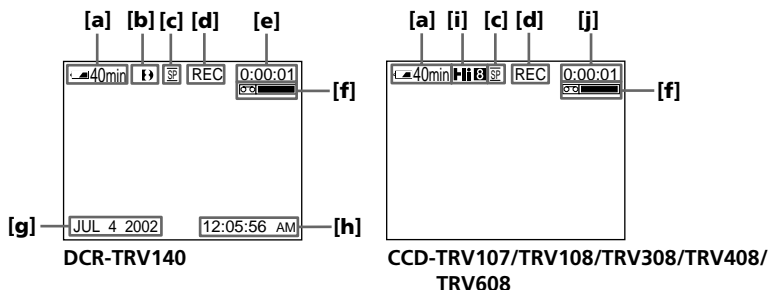 [a] [b] [c] [d] [e]
40min SP REC 0:00:01
[f]
[g] JUL 4 2002 12:05:56 AM [h]
DCR-TRV140
[a] [i] [c] [d] [j]
40min Hi8 SP REC 0:00:01
[f]
CCD-TRV107/TRV108/TRV308/TRV408/
TRV608